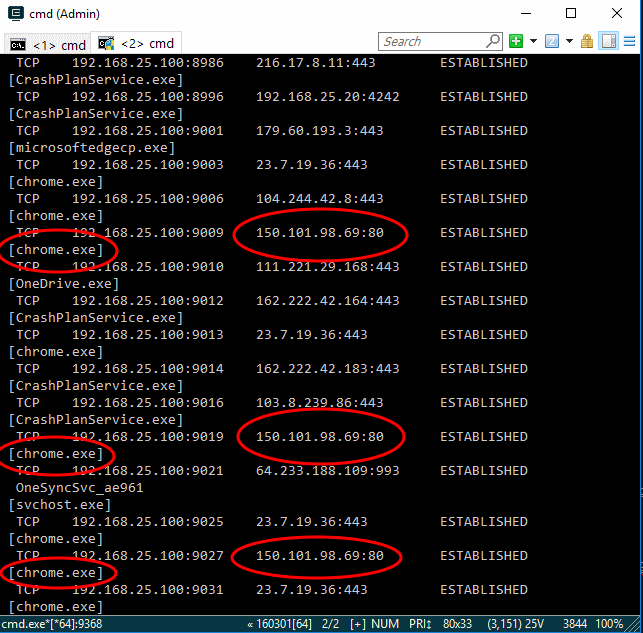 cmd (Admin)
<1> cmd
<2> cmd
Search
TCP 192.168.25.100:8986 216.17.8.11:443 ESTABLISHED
[CrashPlanService.exe]
TCP 192.168.25.100:8996 192.168.25.20:4242 ESTABLISHED
[CrashPlanService.exe]
TCP 192.168.25.100:9001 179.60.193.3:443 ESTABLISHED
[microsoftedgecp.exe]
TCP 192.168.25.100:9003 23.7.19.36:443 ESTABLISHED
[chrome.exe]
TCP 192.168.25.100:9006 104.244.42.8:443 ESTABLISHED
[chrome.exe]
TCP 192.168.25.100:9009 150.101.98.69:80 ESTABLISHED
[chrome.exe]
TCP 192.168.25.100:9010 111.221.29.168:443 ESTABLISHED
[OneDrive.exe]
TCP 192.168.25.100:9012 162.222.42.164:443 ESTABLISHED
[CrashPlanService.exe]
TCP 192.168.25.100:9013 23.7.19.36:443 ESTABLISHED
[chrome.exe]
TCP 192.168.25.100:9014 162.222.42.183:443 ESTABLISHED
[CrashPlanService.exe]
TCP 192.168.25.100:9016 103.8.239.86:443 ESTABLISHED
[CrashPlanService.exe]
TCP 192.168.25.100:9019 150.101.98.69:80 ESTABLISHED
[chrome.exe]
TCP 192.168.25.100:9021 64.233.188.109:993 ESTABLISHED
OneSyncSvc_ae961
[svchost.exe]
TCP 192.168.25.100:9025 23.7.19.36:443 ESTABLISHED
[chrome.exe]
TCP 192.168.25.100:9027 150.101.98.69:80 ESTABLISHED
[chrome.exe]
TCP 192.168.25.100:9031 23.7.19.36:443 ESTABLISHED
[chrome.exe]
cmd.exe*[*64]:9368 « 160301[64] 2/2 [+] NUM PRI↕ 80x33 (3,151) 25V 3844 100%